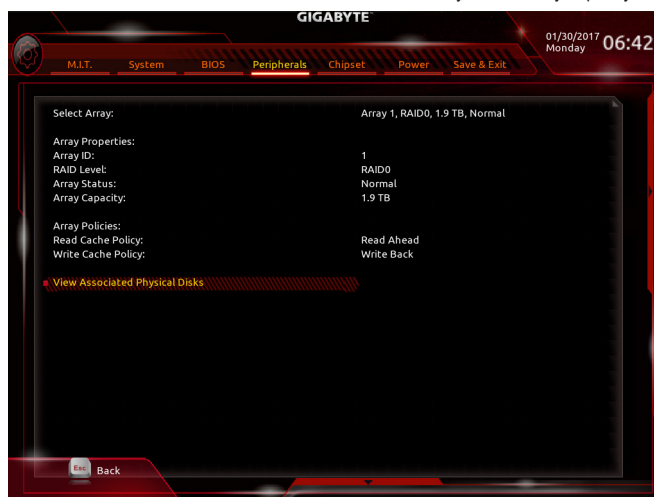 GIGABYTE
01/30/2017
Monday
06:42
M.I.T. System BIOS Peripherals Chipset Power Save & Exit
Select Array: Array 1, RAID0, 1.9 TB, Normal
Array Properties:
Array ID: 1
RAID Level: RAID0
Array Status: Normal
Array Capacity: 1.9 TB
Array Policies:
Read Cache Policy: Read Ahead
Write Cache Policy: Write Back
View Associated Physical Disks
Esc Back